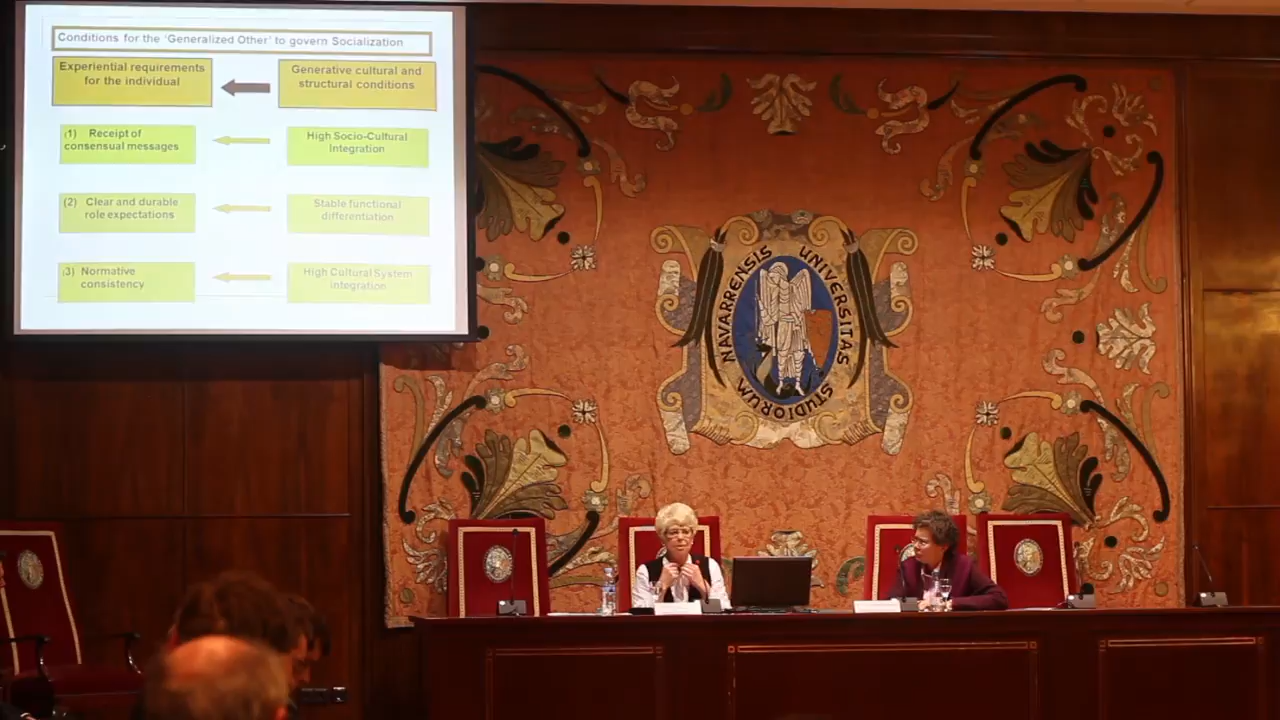 Conditions for the 'Generalized Other' to govern Socialization
Experiential requirements
for the individual
Generative cultural and
structural conditions
(1) Receipt of
consensual messages
High Socio-Cultural
Integration
(2) Clear and durable
role expectations
Stable functional
differentiation
(3) Normative
consistency
High Cultural System
integration
UNIVERSITAS
STUDIORUM
NAVARRENSIS